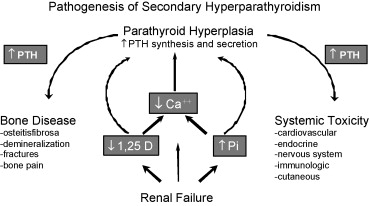 Pathogenesis of Secondary Hyperparathyroidism
Parathyroid Hyperplasia
↑PTH synthesis and secretion
↑PTH
↑PTH
↓Ca++
Bone Disease
-osteitisfibrosa
-demineralization
-fractures
-bone pain
↓1,25 D
↑Pi
Systemic Toxicity
-cardiovascular
-endocrine
-nervous system
-immunologic
-cutaneous
Renal Failure